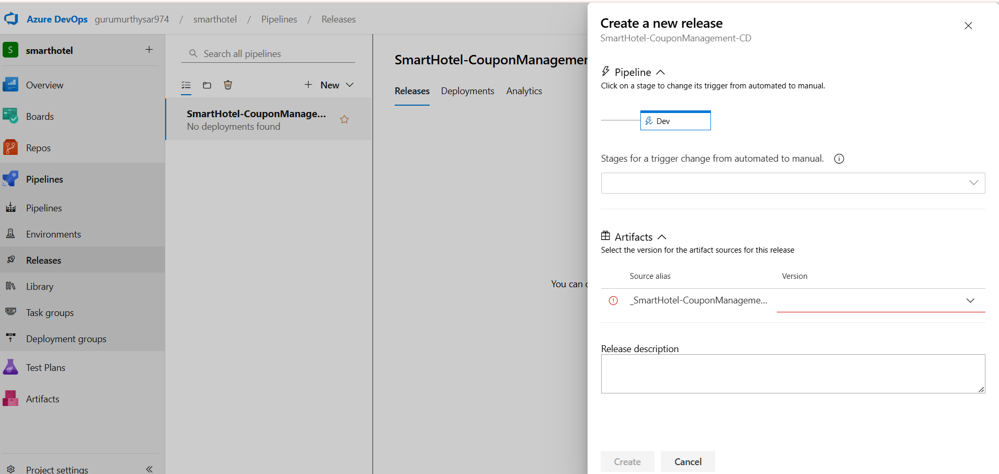 Azure DevOps gurumurthysar974 / smarthotel / Pipelines / Releases
S smarthotel
Overview
Boards
Repos
Pipelines
Pipelines
Environments
Releases
Library
Task groups
Deployment groups
Test Plans
Artifacts
Project settings
Search all pipelines
New
SmartHotel-CouponManage...
No deployments found
SmartHotel-CouponManagemen
Releases Deployments Analytics
You can
Create a new release
SmartHotel-CouponManagement-CD
Pipeline
Click on a stage to change its trigger from automated to manual.
Dev
Stages for a trigger change from automated to manual.
Artifacts
Select the version for the artifact sources for this release
Source alias Version
_SmartHotel-CouponManageme...
Release description
Create Cancel